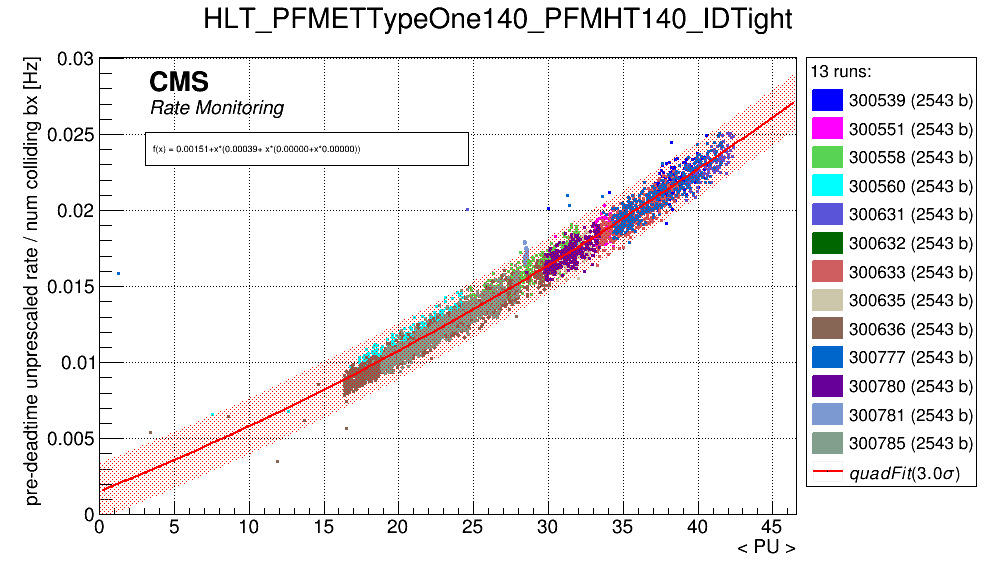 HLT_PFMETTypeOne140_PFMHT140_IDTight
pre-deadtime unprescaled rate / num colliding bx [Hz]
CMS
Rate Monitoring
f(x) = 0.00151+x*(0.00039+ x*(0.00000+x*0.00000))
0.03
0.025
0.02
0.015
0.01
0.005
0
0 5 10 15 20 25 30 35 40 45
< PU >
13 runs:
300539 (2543 b)
300551 (2543 b)
300558 (2543 b)
300560 (2543 b)
300631 (2543 b)
300632 (2543 b)
300633 (2543 b)
300635 (2543 b)
300636 (2543 b)
300777 (2543 b)
300780 (2543 b)
300781 (2543 b)
300785 (2543 b)
quadFit(3.0σ)